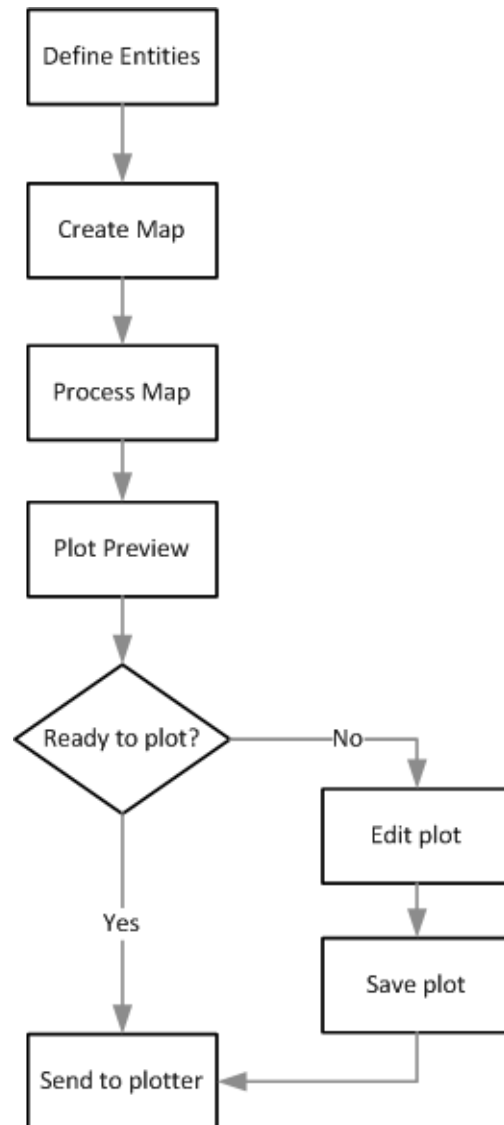 Define Entities
Create Map
Process Map
Plot Preview
Ready to plot?
No
Edit plot
Yes
Save plot
Send to plotter